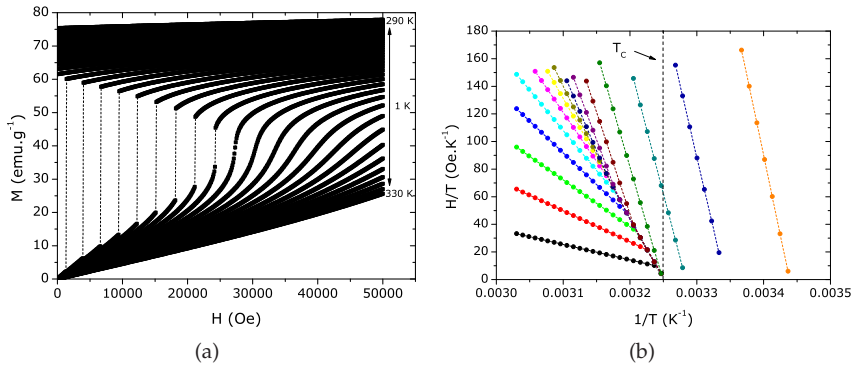 80
70
60
50
40
30
20
10
0
M (emu.g⁻¹)
290 K
1 K
330 K
0 10000 20000 30000 40000 50000
H (Oe)
(a)
180
160
140
120
100
80
60
40
20
0
H/T (Oe.K⁻¹)
T_C
0.0030 0.0031 0.0032 0.0033 0.0034 0.0035
1/T (K⁻¹)
(b)